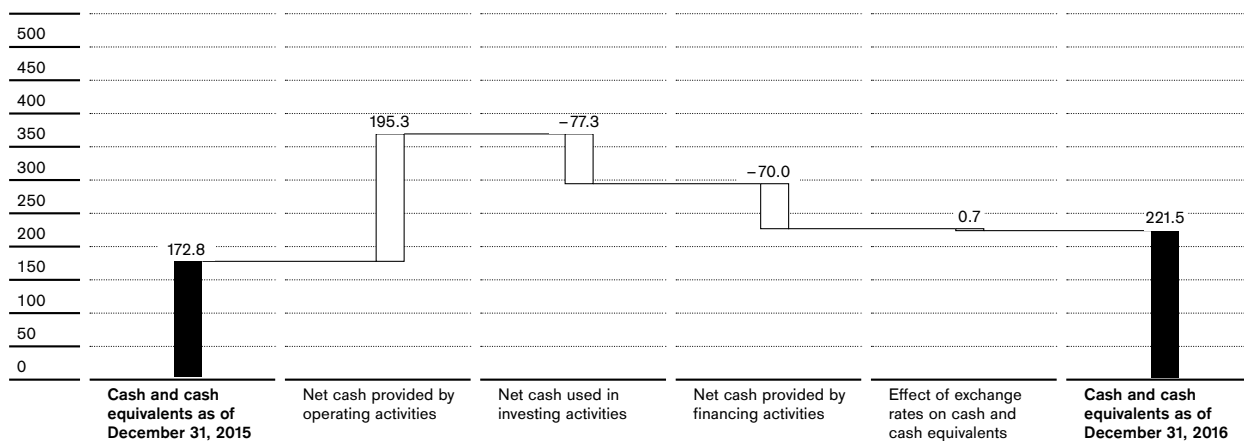 500
450
400
350
300
250
200
150
100
50
0
172.8
195.3
–77.3
–70.0
0.7
221.5
Cash and cash
equivalents as of
December 31, 2015
Net cash provided by
operating activities
Net cash used in
investing activities
Net cash provided by
financing activities
Effect of exchange
rates on cash and
cash equivalents
Cash and cash
equivalents as of
December 31, 2016